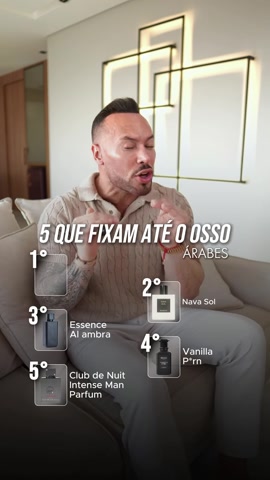 5 QUE FIXAM ATÉ O OSSO
ÁRABES
1°
2°
Nava Sol
3°
Essence
Al ambra
4°
Vanilla
P*rn
5°
Club de Nuit
Intense Man
Parfum